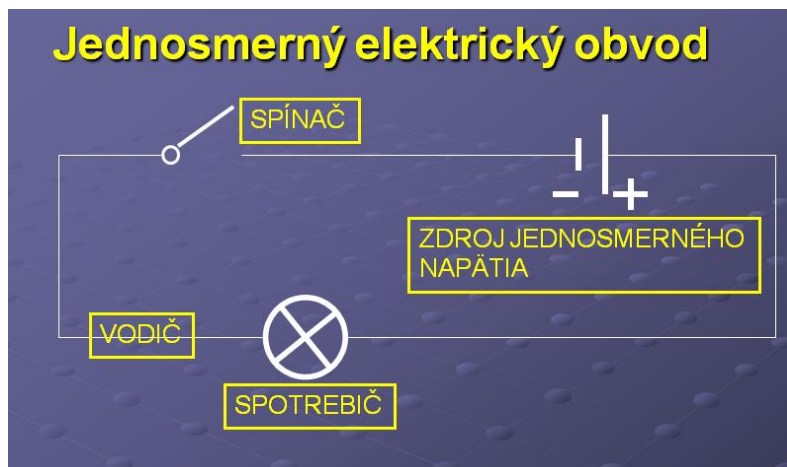 Jednosmerný elektrický obvod
SPÍNAČ
- +
ZDROJ JEDNOSMERNÉHO
NAPÄTIA
VODIČ
SPOTREBIČ